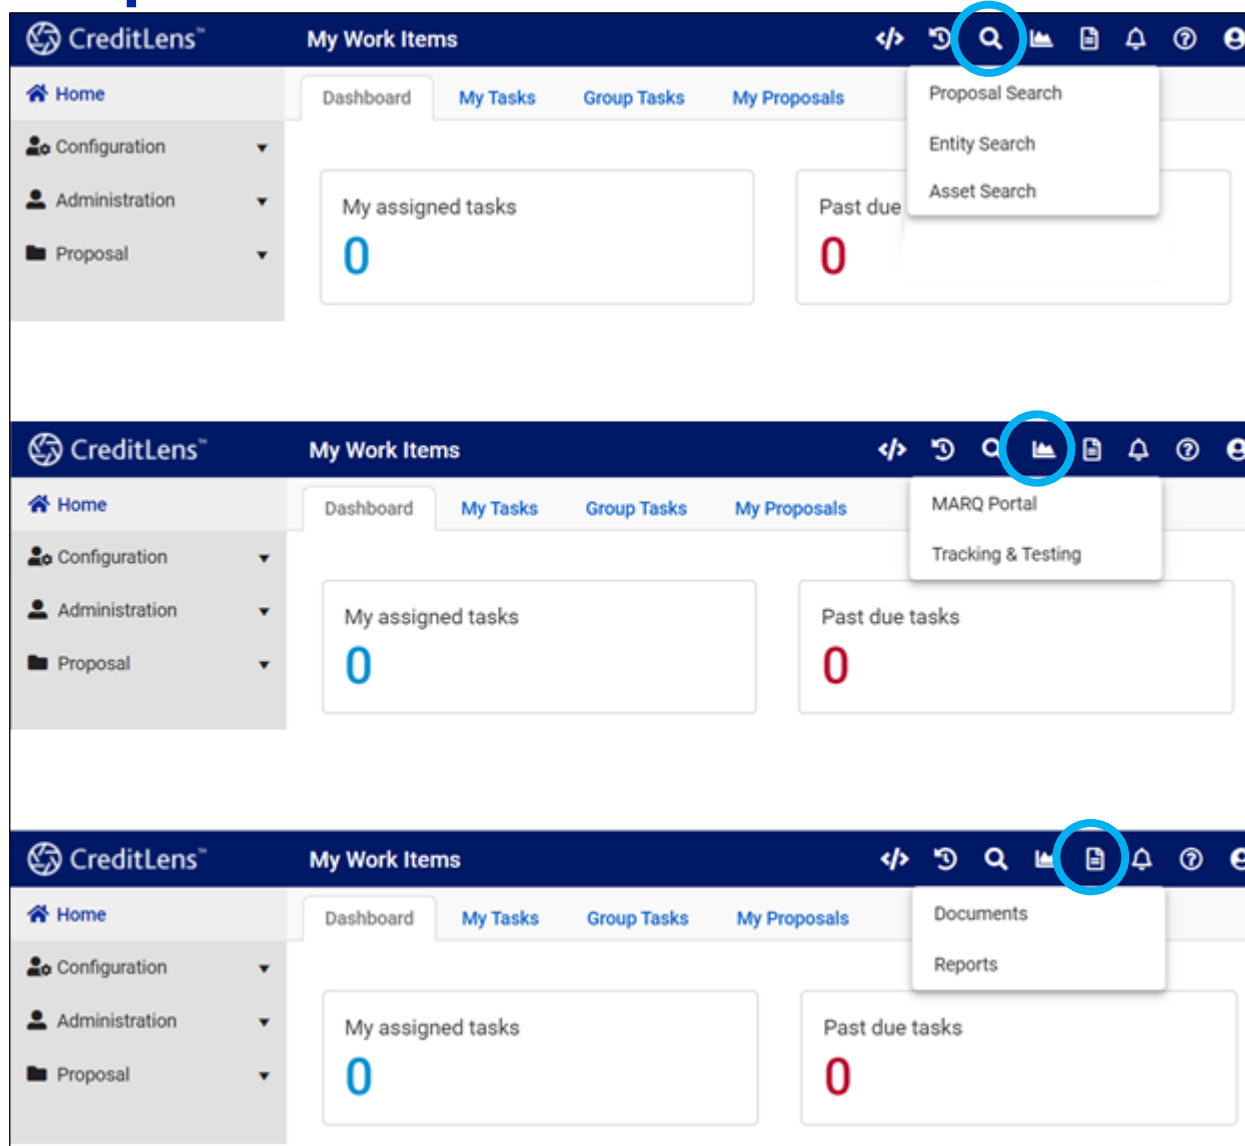 CreditLens™ My Work Items </>
Home Dashboard My Tasks Group Tasks My Proposals Proposal Search
Configuration Entity Search
Administration My assigned tasks Past due Asset Search
Proposal 0 0
CreditLens™ My Work Items </>
Home Dashboard My Tasks Group Tasks My Proposals MARQ Portal
Configuration Tracking & Testing
Administration My assigned tasks Past due tasks
Proposal 0 0
CreditLens™ My Work Items </>
Home Dashboard My Tasks Group Tasks My Proposals Documents
Configuration Reports
Administration My assigned tasks Past due tasks
Proposal 0 0